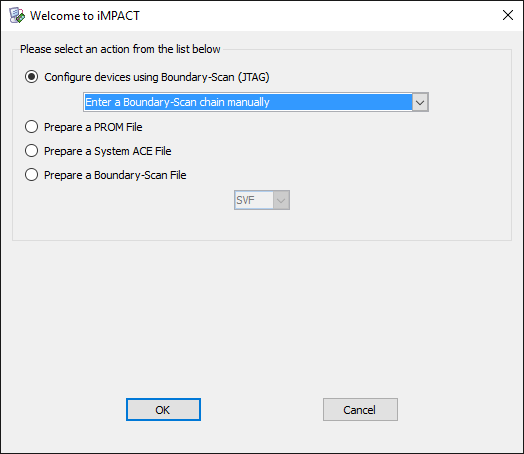 Welcome to iMPACT
Please select an action from the list below
Configure devices using Boundary-Scan (JTAG)
Enter a Boundary-Scan chain manually
Prepare a PROM File
Prepare a System ACE File
Prepare a Boundary-Scan File
SVF
OK
Cancel